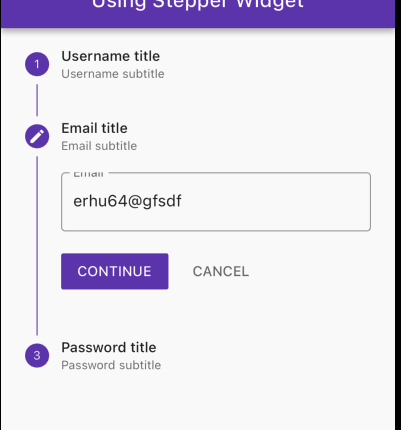 Using Stepper Widget
1 Username title
Username subtitle
Email title
Email subtitle
Email
erhu64@gfsdf
CONTINUE CANCEL
3 Password title
Password subtitle